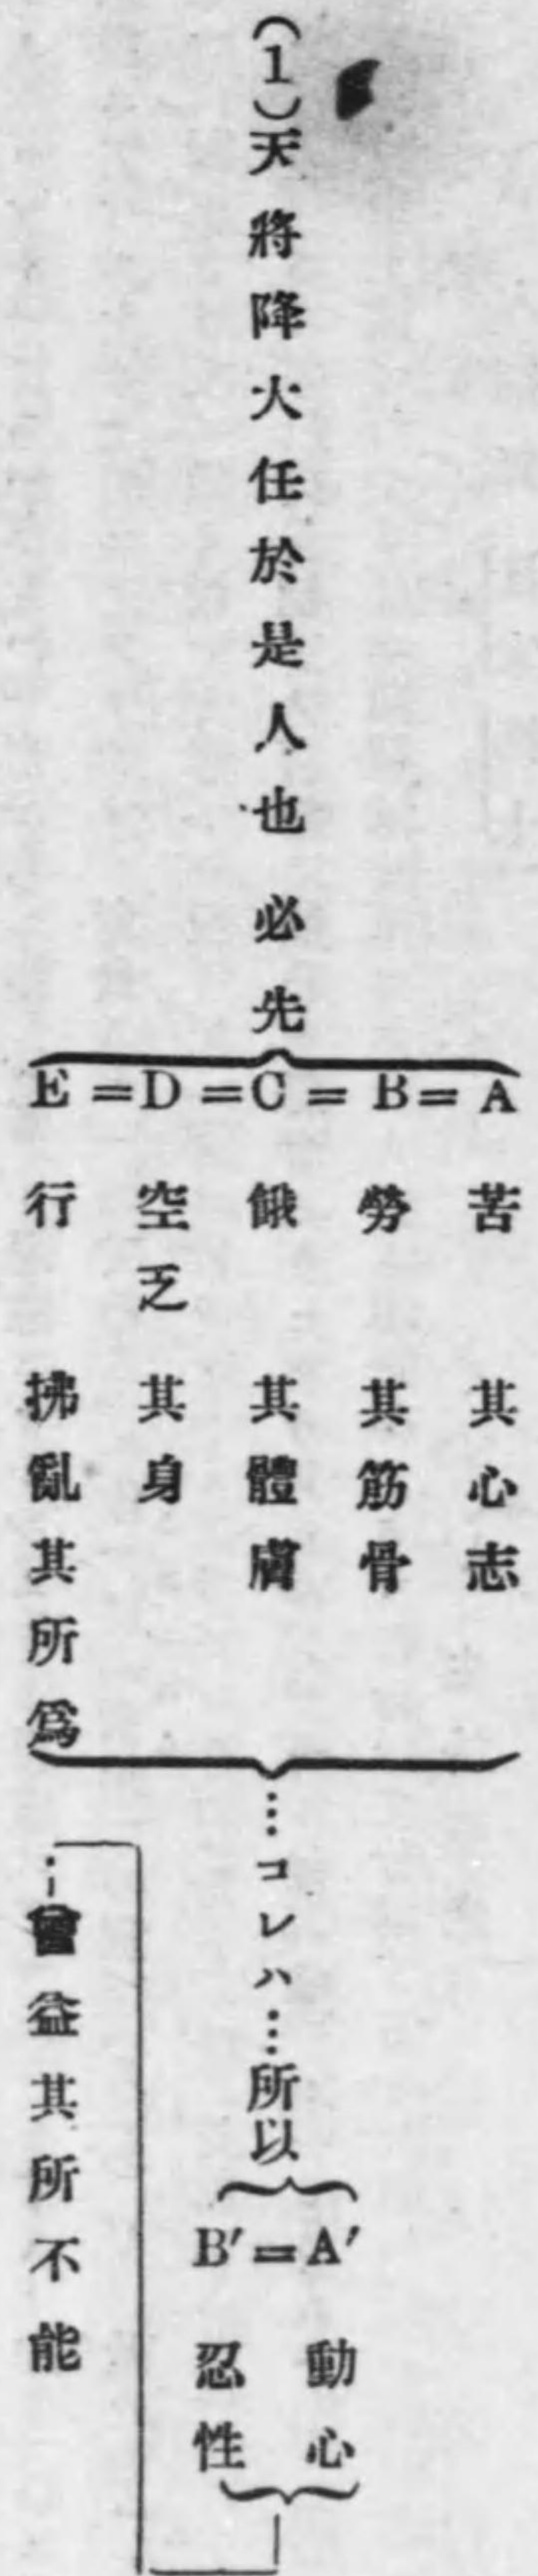 (1)天將降火任於是人也必先
A=B=C=D=E
苦其心志
勞其筋骨
餓其體膚
空乏其身
行拂亂其所爲
…コレハ…所以
A′=B′
動心
忍性
…曾益其所不能